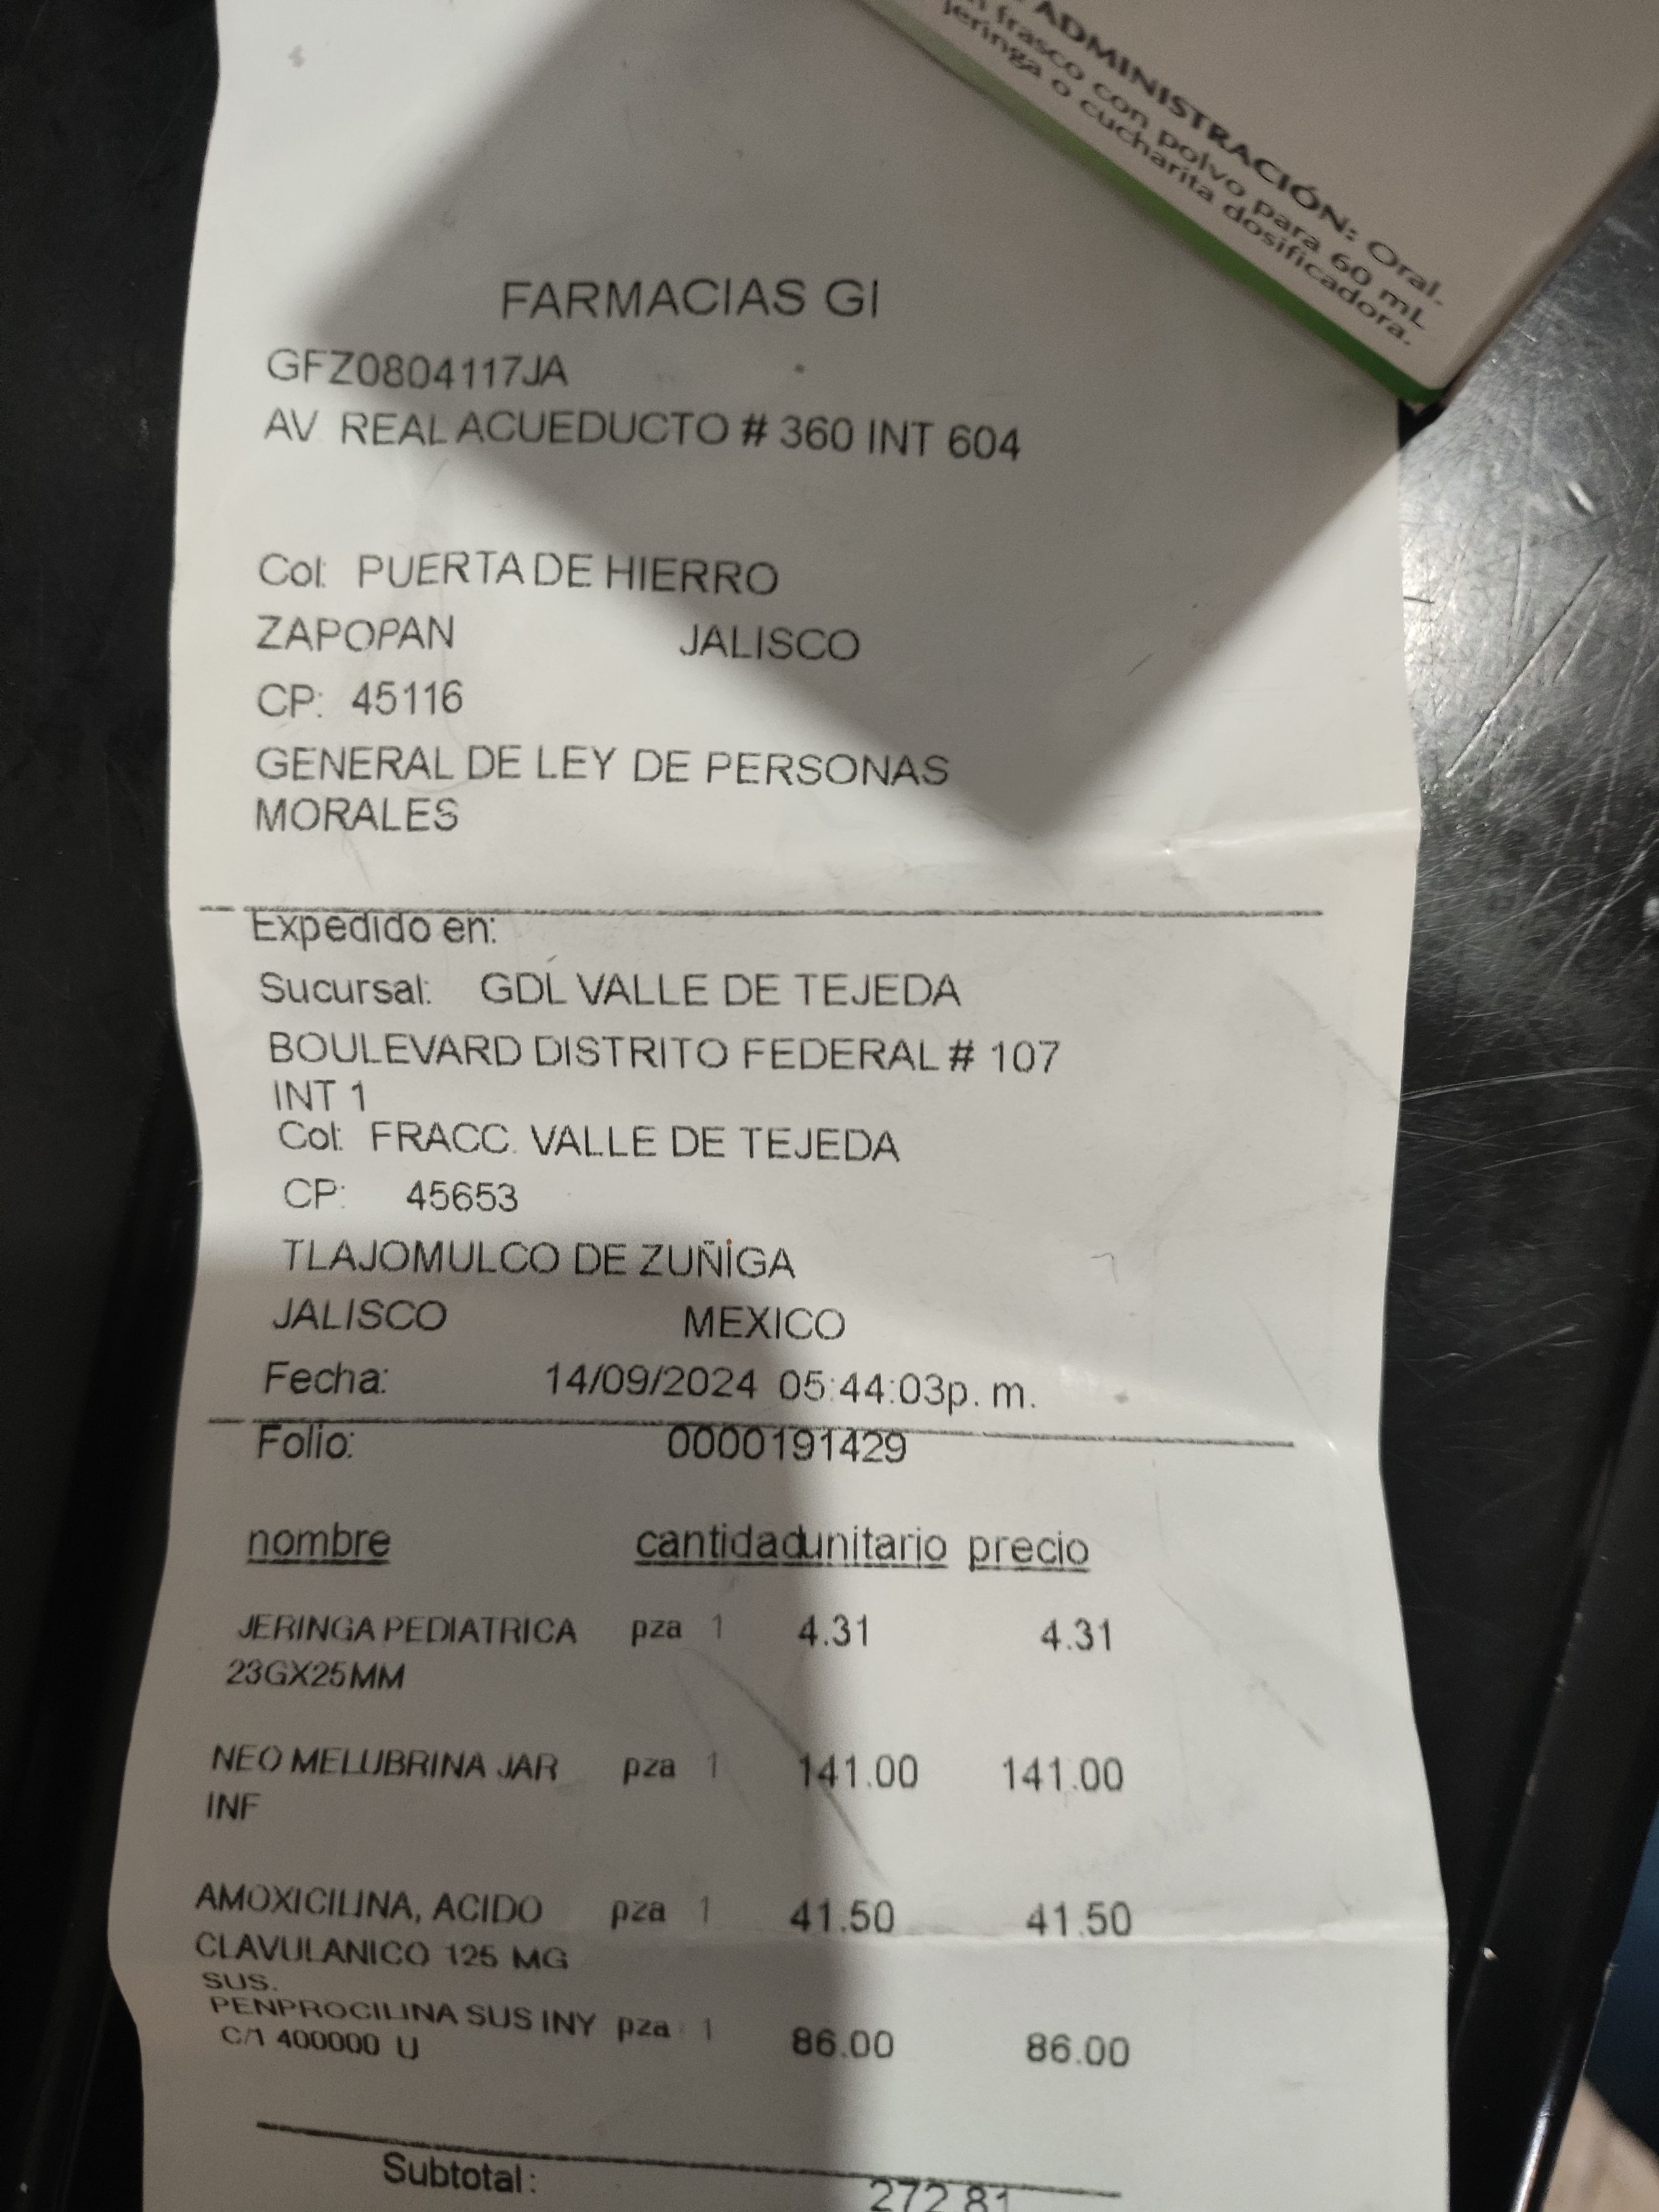 ADMINISTRACIÓN: Oral.
frasco con polvo para 60 mL
jeringa o cucharita dosificadora.
FARMACIAS GI
GFZ0804117JA
AV REAL ACUEDUCTO # 360 INT 604
Col: PUERTA DE HIERRO
ZAPOPAN JALISCO
CP: 45116
GENERAL DE LEY DE PERSONAS
MORALES
Expedido en:
Sucursal: GDL VALLE DE TEJEDA
BOULEVARD DISTRITO FEDERAL # 107
INT 1
Col: FRACC. VALLE DE TEJEDA
CP: 45653
TLAJOMULCO DE ZUÑIGA
JALISCO MEXICO
Fecha: 14/09/2024 05:44:03p. m.
Folio: 0000191429
nombre cantidad unitario precio
JERINGA PEDIATRICA pza 1 4.31 4.31
23GX25MM
NEO MELUBRINA JAR pza 1 141.00 141.00
INF
AMOXICILINA, ACIDO pza 1 41.50 41.50
CLAVULANICO 125 MG
SUS.
PENPROCILINA SUS INY pza 1 86.00 86.00
C/1 400000 U
Subtotal: 272.81